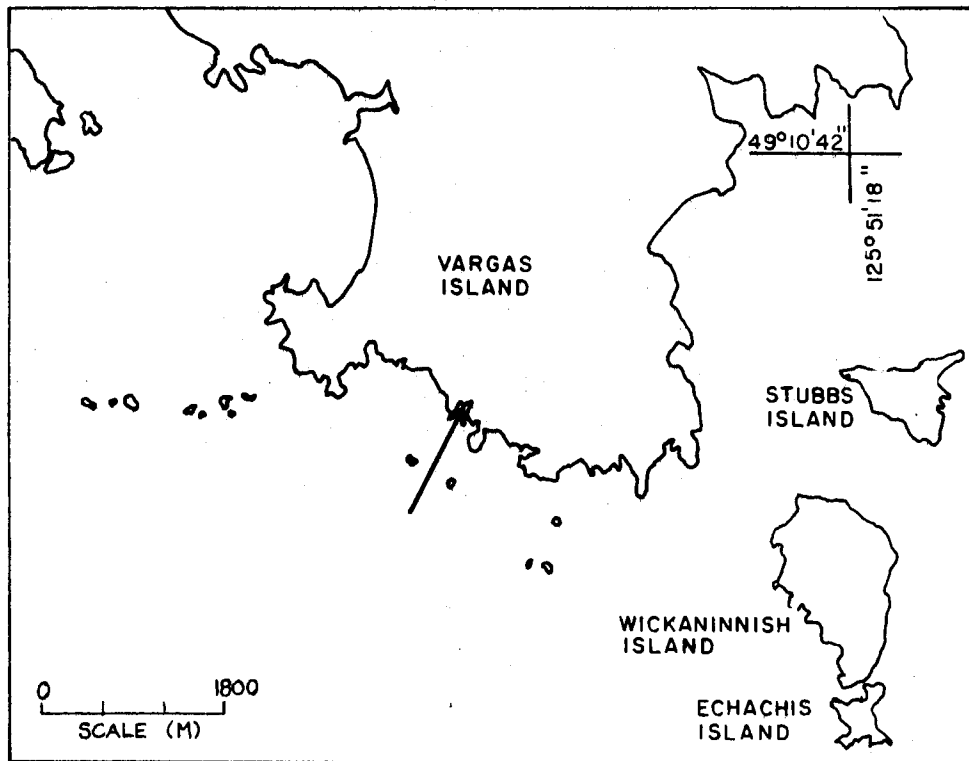 49°10'42"
125°51'18"
VARGAS
ISLAND
STUBBS
ISLAND
WICKANINNISH
ISLAND
ECHACHIS
ISLAND
0 1800
SCALE (M)